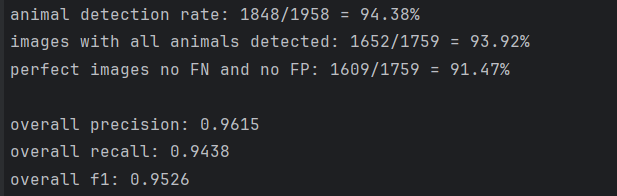 animal detection rate: 1848/1958 = 94.38%
images with all animals detected: 1652/1759 = 93.92%
perfect images no FN and no FP: 1609/1759 = 91.47%
overall precision: 0.9615
overall recall: 0.9438
overall f1: 0.9526